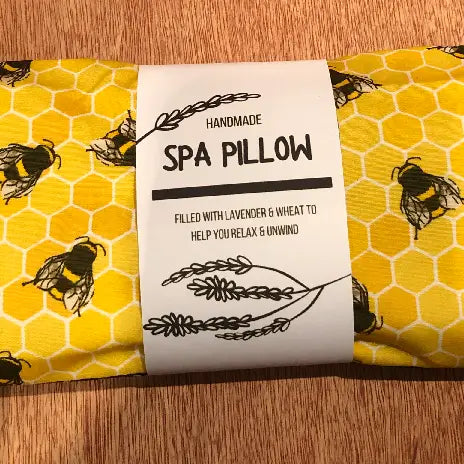 HANDMADE
SPA PILLOW
FILLED WITH LAVENDER & WHEAT TO
HELP YOU RELAX & UNWIND